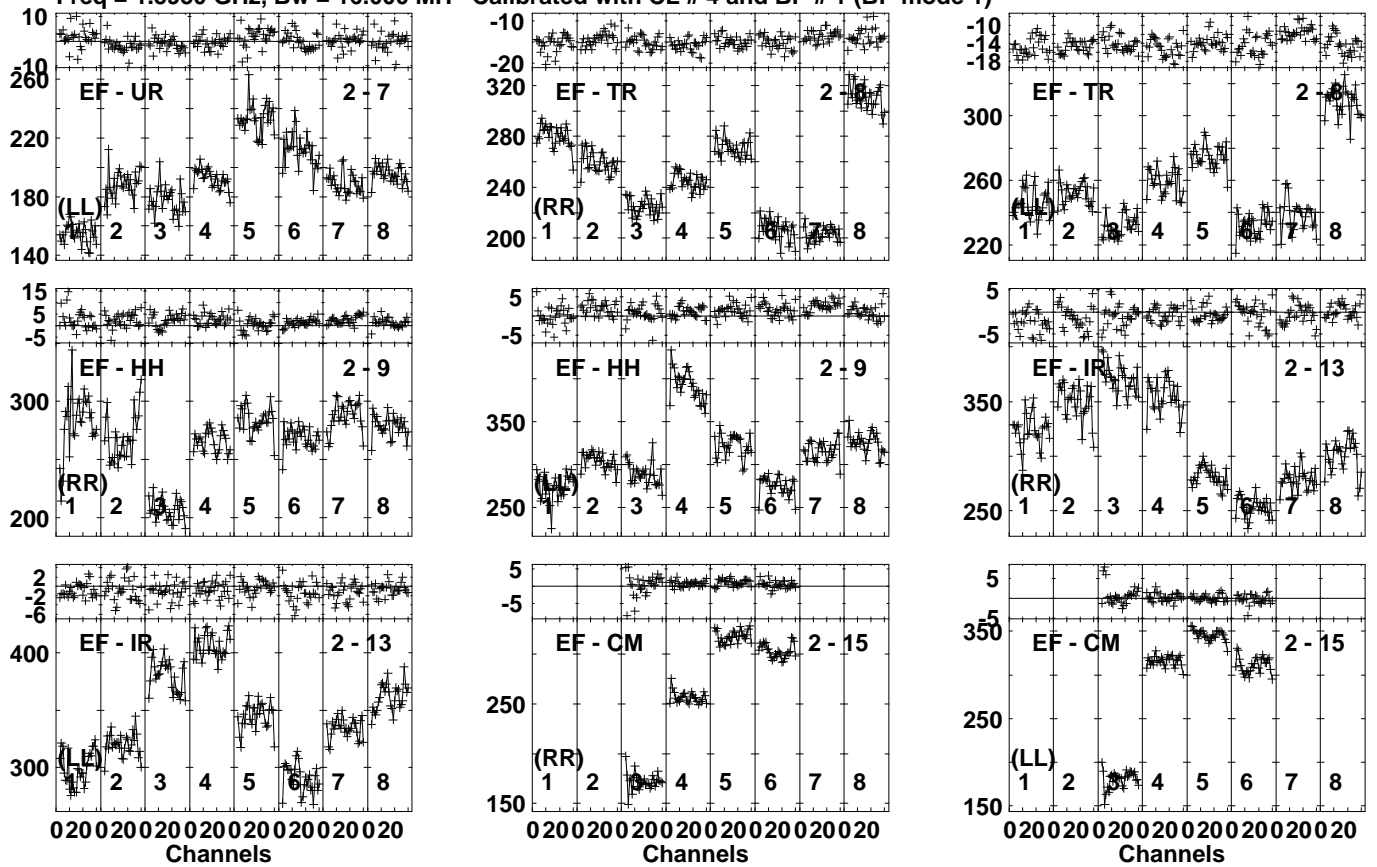 Calibrated with CL # 4 and BP # 1 (BP mode 1)
10 -10 260 220 180 140
EF - UR 2 - 7
(LL)
1 2 3 4 5 6 7 8
-10 -20 320 280 240 200
EF - TR 2 - 8
(RR)
1 2 3 4 5 6 7 8
-10 -14 -18 300 260 220
EF - TR 2 - 8
(LL)
1 2 3 4 5 6 7 8
15 5 -5 300 200
EF - HH 2 - 9
(RR)
1 2 3 4 5 6 7 8
5 -5 350 250
EF - HH 2 - 9
(LL)
1 2 3 4 5 6 7 8
5 -5 350 250
EF - IR 2 - 13
(RR)
1 2 3 4 5 6 7 8
2 -2 -6 400 300
EF - IR 2 - 13
(LL)
1 2 3 4 5 6 7 8
5 -5 250 150
EF - CM 2 - 15
(RR)
1 2 3 4 5 6 7 8
5 -5 350 250 150
EF - CM 2 - 15
(LL)
1 2 3 4 5 6 7 8
0 20 0 20 0 20 0 20 0 20 0 20 0 20 0 20
Channels
0 20 0 20 0 20 0 20 0 20 0 20 0 20 0 20
Channels
0 20 0 20 0 20 0 20 0 20 0 20 0 20 0 20
Channels